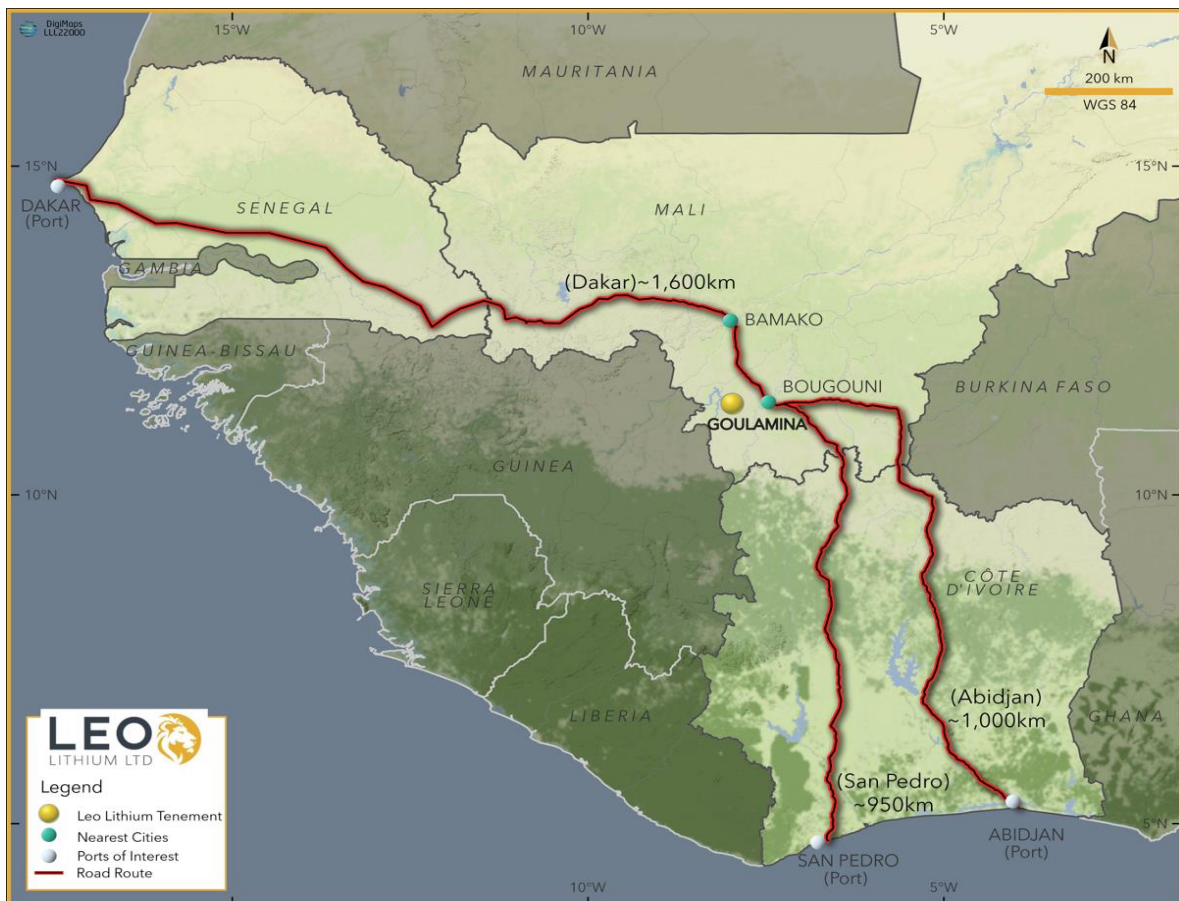 DigiMaps
LLL22000
15°W
10°W
5°W
N
200 km
WGS 84
MAURITANIA
15°N
15°N
DAKAR
(Port)
SENEGAL
MALI
GAMBIA
(Dakar)~1,600km
BAMAKO
GUINEA-BISSAU
BOUGOUNI
BURKINA FASO
GOULAMINA
GUINEA
10°N
10°N
SIERRA
LEONE
CÔTE
D'IVOIRE
LIBERIA
(Abidjan)
~1,000km
GHANA
(San Pedro)
~950km
5°N
ABIDJAN
(Port)
SAN PEDRO
(Port)
LEO
LITHIUM LTD
Legend
Leo Lithium Tenement
Nearest Cities
Ports of Interest
Road Route
10°W
5°W